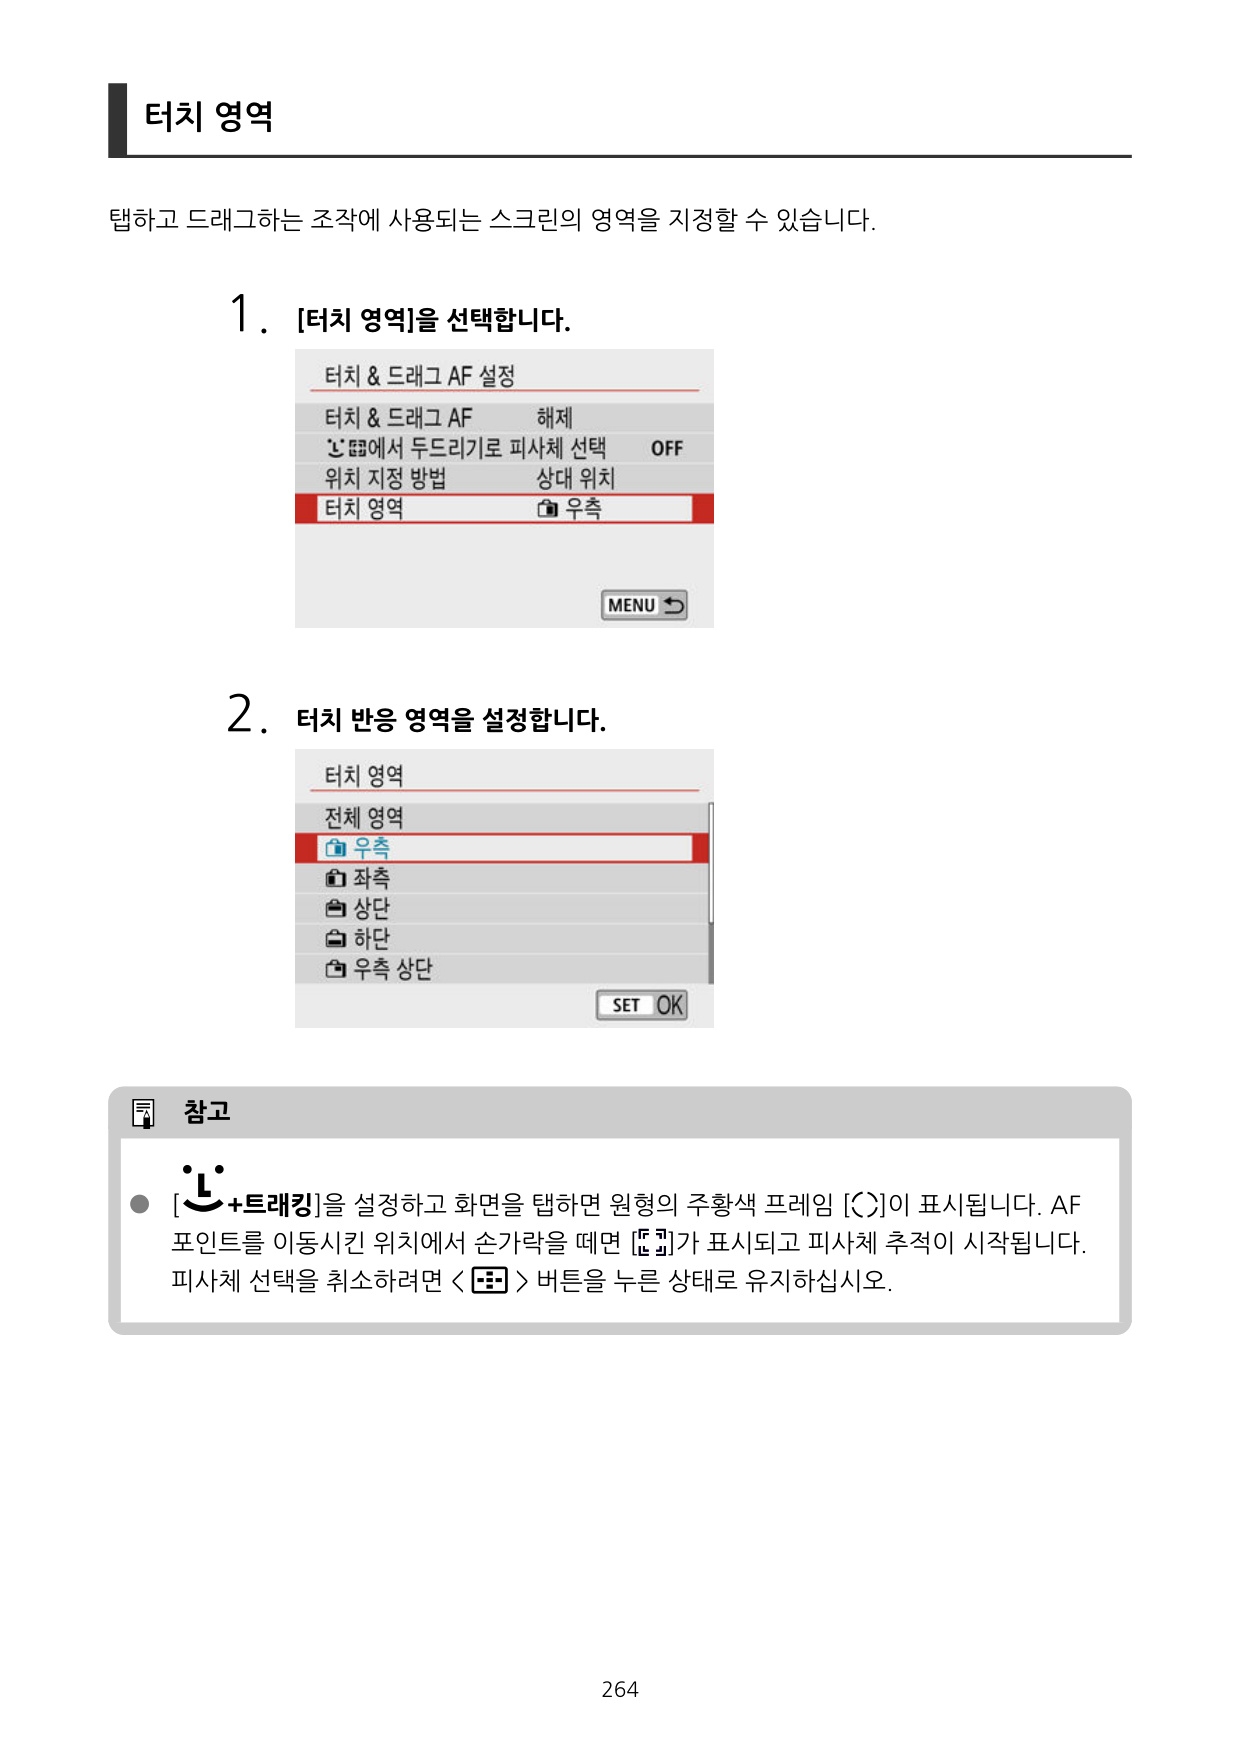 터치 영역
탭하고 드래그하는 조작에 사용되는 스크린의 영역을 지정할 수 있습니다.
1. [터치 영역]을 선택합니다.
터치 & 드래그 AF 설정
터치 & 드래그 AF 해제
에서 두드리기로 피사체 선택 OFF
위치 지정 방법 상대 위치
터치 영역 우측
MENU
2. 터치 반응 영역을 설정합니다.
터치 영역
전체 영역
우측
좌측
상단
하단
우측 상단
SET OK
참고
● [+트래킹]을 설정하고 화면을 탭하면 원형의 주황색 프레임 [( )]이 표시됩니다. AF
포인트를 이동시킨 위치에서 손가락을 떼면 [ ]가 표시되고 피사체 추적이 시작됩니다.
피사체 선택을 취소하려면 < > 버튼을 누른 상태로 유지하십시오.
264